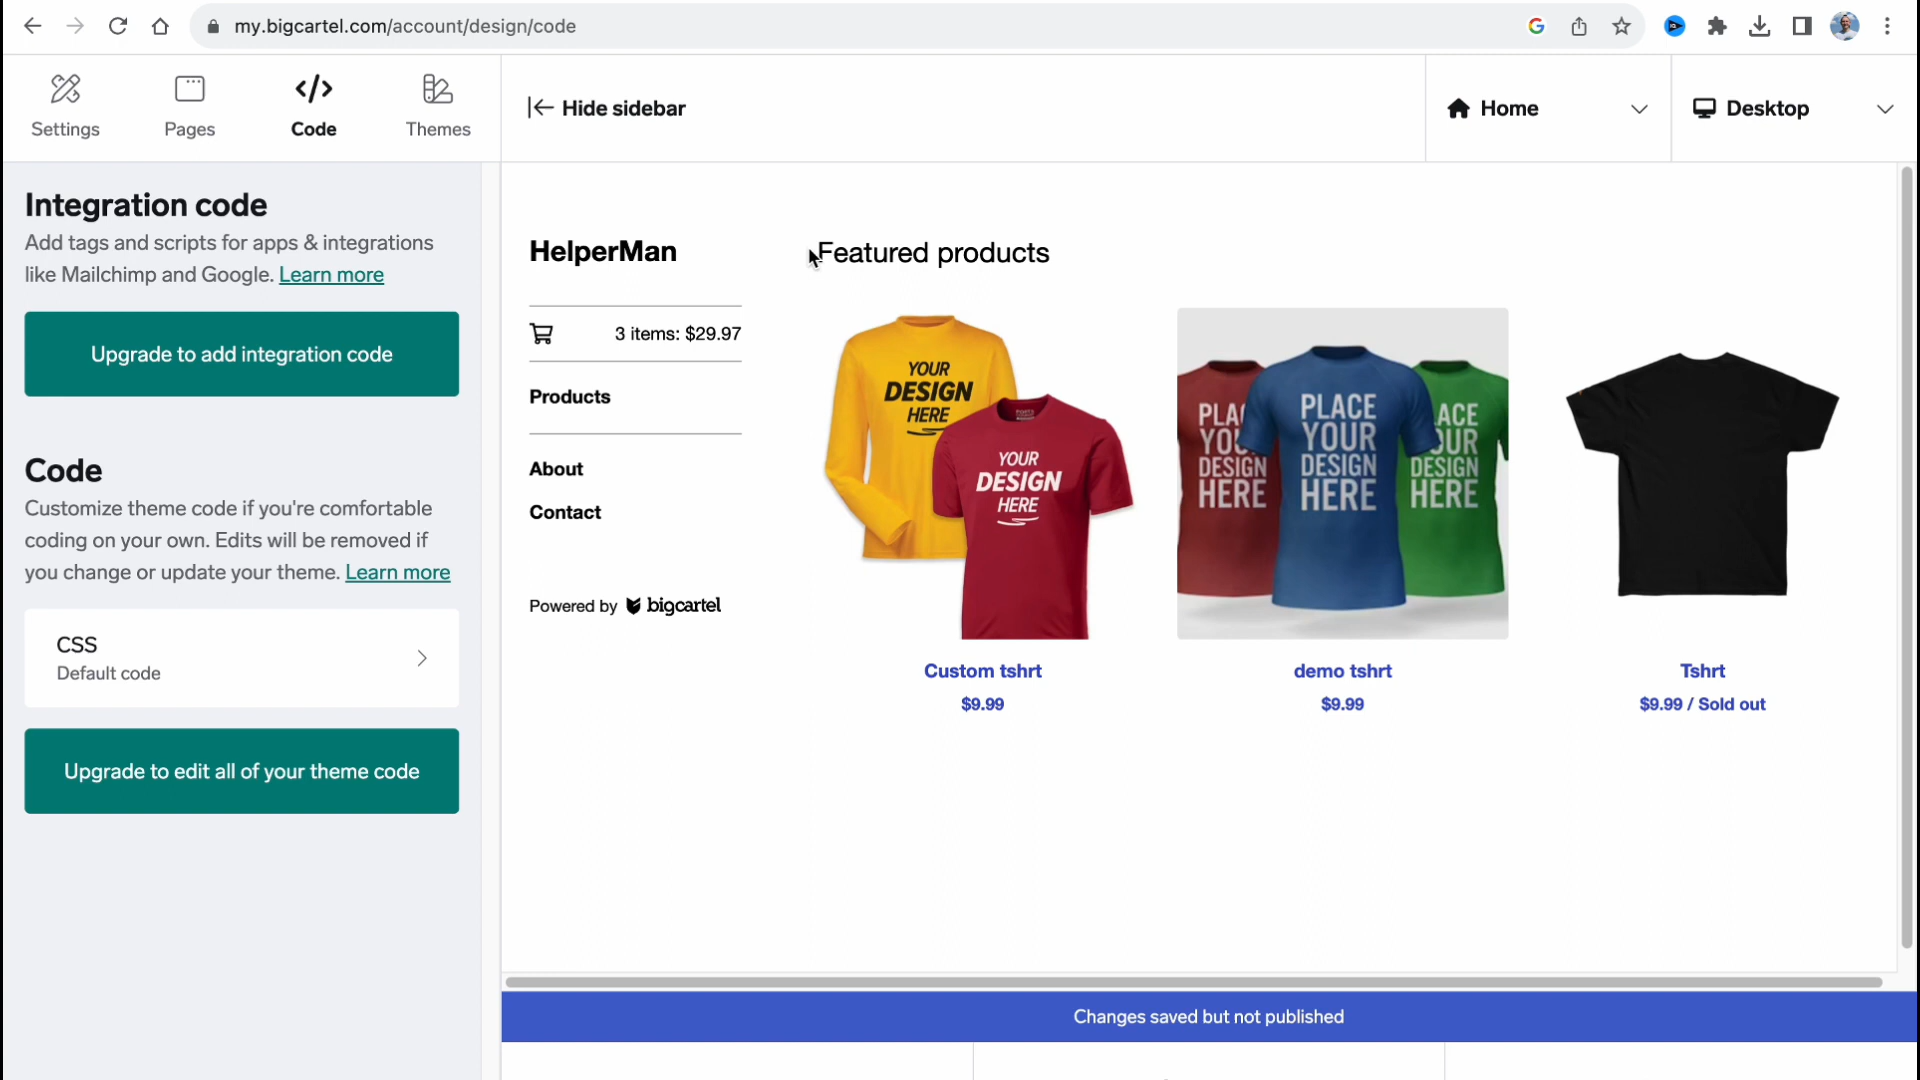 my.bigcartel.com/account/design/code
Settings
Pages
Code
Themes
Hide sidebar
Home
Desktop
Integration code
Add tags and scripts for apps & integrations
like Mailchimp and Google. Learn more
Upgrade to add integration code
Code
Customize theme code if you're comfortable
coding on your own. Edits will be removed if
you change or update your theme. Learn more
CSS
Default code
Upgrade to edit all of your theme code
HelperMan
3 items: $29.97
Products
About
Contact
Powered by bigcartel
Featured products
YOUR
DESIGN
HERE
YOUR
DESIGN
HERE
Custom tshrt
$9.99
PLACE
YOUR
DESIGN
HERE
DESIGN
HERE
DESIGN
HERE
demo tshrt
$9.99
Tshrt
$9.99 / Sold out
Changes saved but not published